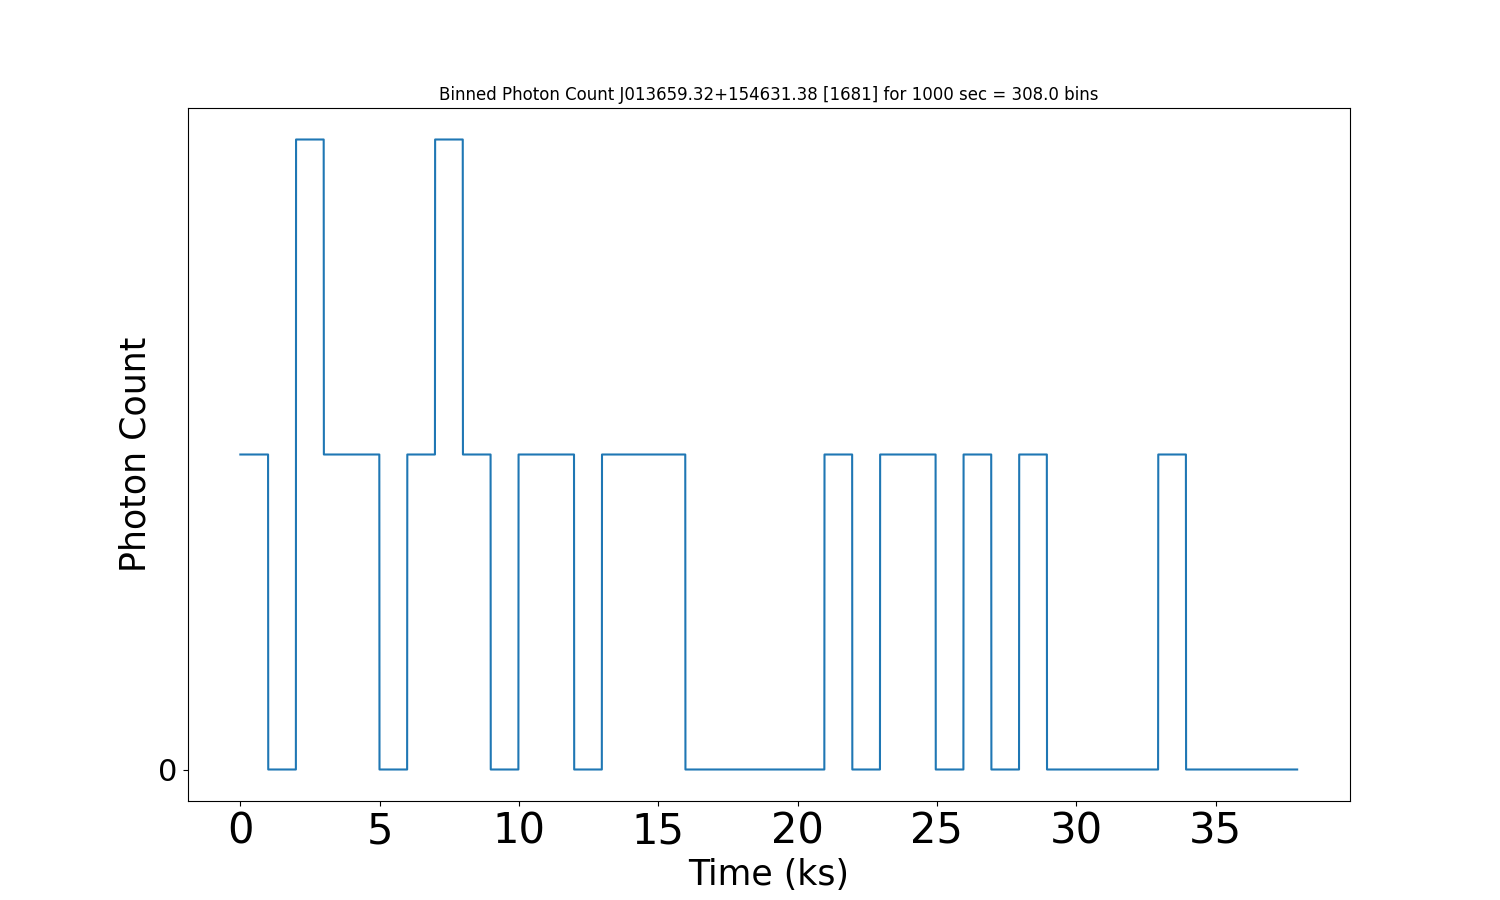 Binned Photon Count J013659.32+154631.38 [1681] for 1000 sec = 308.0 bins
Photon Count
0
0 5 10 15 20 25 30 35
Time (ks)